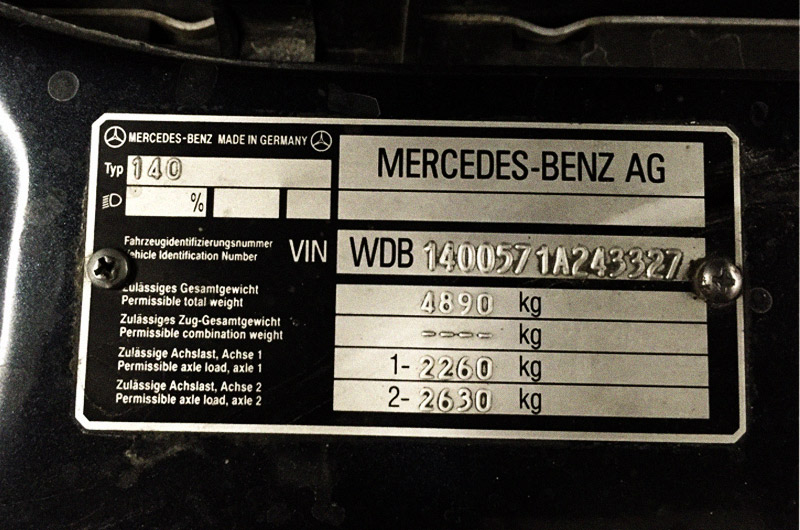 MERCEDES-BENZ MADE IN GERMANY
MERCEDES-BENZ AG
Typ 140
%
Fahrzeugidentifizierungsnummer
Vehicle Identification Number
VIN WDB 1400571A243327
Zulässiges Gesamtgewicht
Permissible total weight
4890 kg
Zulässiges Zug-Gesamtgewicht
Permissible combination weight
---- kg
Zulässige Achslast, Achse 1
Permissible axle load, axle 1
1- 2260 kg
Zulässige Achslast, Achse 2
Permissible axle load, axle 2
2- 2630 kg